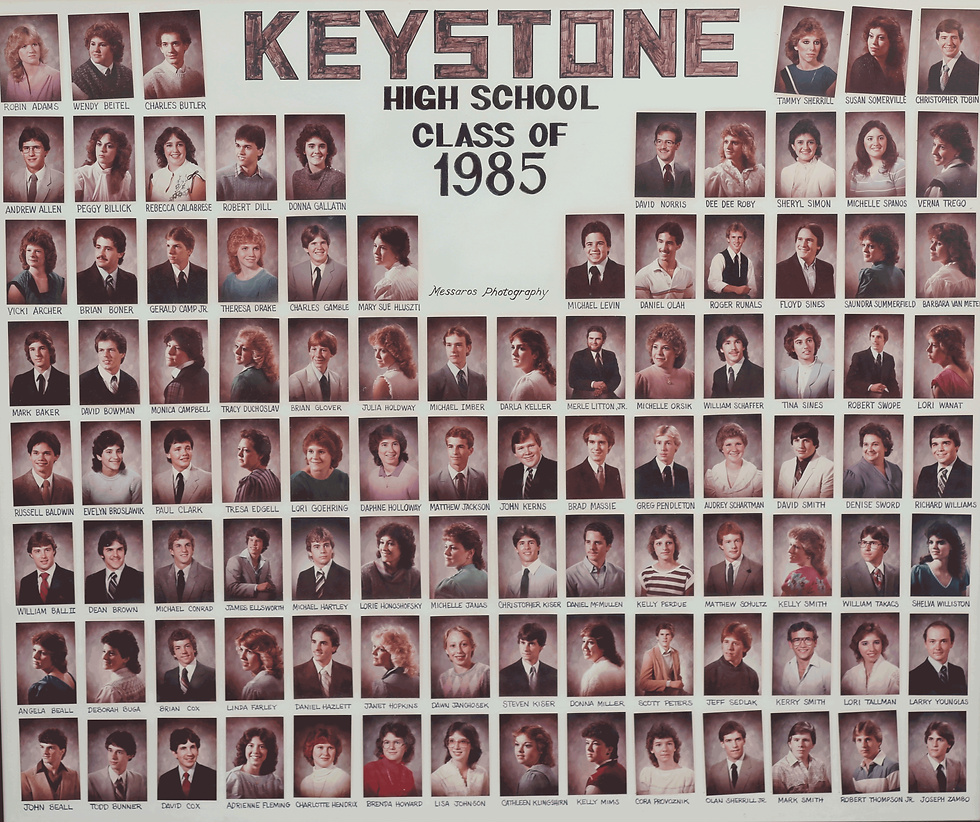 KEYSTONE
HIGH SCHOOL
CLASS OF
1985
Messaros Photography
ROBIN ADAMS WENDY BEITEL CHARLES BUTLER TAMMY SHERRILL SUSAN SOMERVILLE CHRISTOPHER TOBIN
ANDREW ALLEN PEGGY BILLICK REBECCA CALABRESE ROBERT DILL DONNA GALLATIN DAVID NORRIS DEE DEE ROBY SHERYL SIMON MICHELLE SPANOS VERNA TREGO
VICKI ARCHER BRIAN BONER GERALD CAMP JR. THERESA DRAKE CHARLES GAMBLE MARY SUE HLUSZTI MICHAEL LEVIN DANIEL OLAH ROGER RUNALS FLOYD SINES SAUNDRA SUMMERFIELD BARBARA VAN METE
MARK BAKER DAVID BOWMAN MONICA CAMPBELL TRACY DUCHOSLAV BRIAN GLOVER JULIA HOLDWAY MICHAEL IMBER DARLA KELLER MERLE LITTON, JR. MICHELLE ORSIK WILLIAM SCHAFFER TINA SINES ROBERT SWOPE LORI WANAT
RUSSELL BALDWIN EVELYN BROSLAWIK PAUL CLARK TRESA EDGELL LORI GOEHRING DAPHNE HOLLOWAY MATTHEW JACKSON JOHN KERNS BRAD MASSIE GREG PENDLETON AUDREY SCHARTMAN DAVID SMITH DENISE SWORD RICHARD WILLIAMS
WILLIAM BALL II DEAN BROWN MICHAEL CONRAD JAMES ELLSWORTH MICHAEL HARTLEY LORIE HONOSHOFSKY MICHELLE JANAS CHRISTOPHER KISER DANIEL McMULLEN KELLY PERDUE MATTHEW SCHULTZ KELLY SMITH WILLIAM TAKACS SHELVA WILLISTON
ANGELA BEALL DEBORAH BUGA BRIAN COX LINDA FARLEY DANIEL HAZLETT JANET HOPKINS DAWN JANGHOSEK STEVEN KISER DONNA MILLER SCOTT PETERS JEFF SEDLAK KERRY SMITH LORI TALLMAN LARRY YOUNGLAS
JOHN BEALL TODD BUNNER DAVID COX ADRIENNE FLEMING CHARLOTTE HENDRIX BRENDA HOWARD LISA JOHNSON CATHLEEN KLINGSHIRN KELLY MIMS CORA PROVOZNIK OLAN SHERRILL JR. MARK SMITH ROBERT THOMPSON JR. JOSEPH ZAMBO